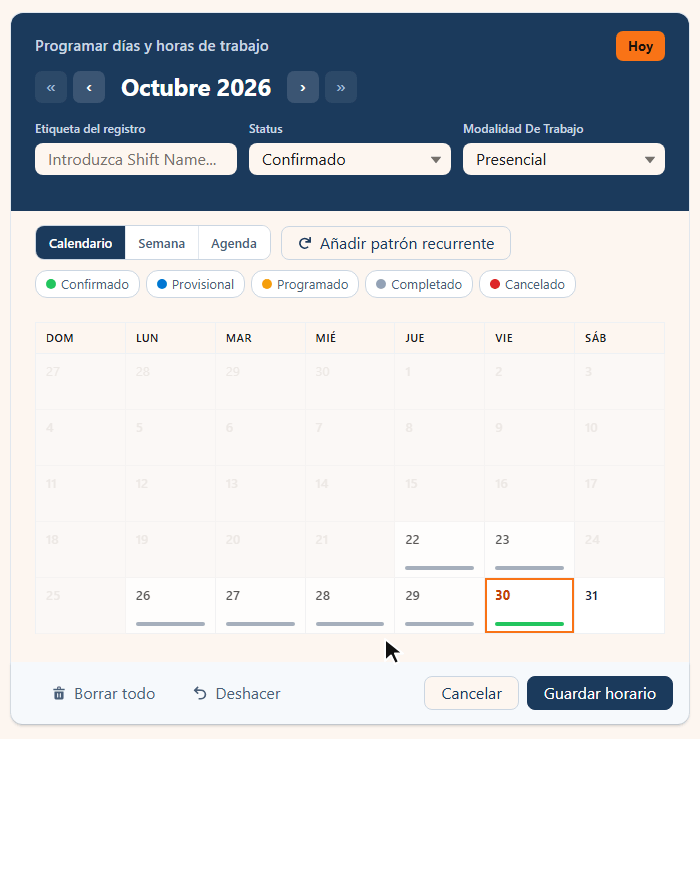 Programar días y horas de trabajo
Hoy
« ‹ Octubre 2026 › »
Etiqueta del registro Status Modalidad De Trabajo
Introduzca Shift Name... Confirmado Presencial
Calendario Semana Agenda Añadir patrón recurrente
Confirmado Provisional Programado Completado Cancelado
DOM LUN MAR MIÉ JUE VIE SÁB
27 28 29 30 1 2 3
4 5 6 7 8 9 10
11 12 13 14 15 16 17
18 19 20 21 22 23 24
25 26 27 28 29 30 31
Borrar todo Deshacer Cancelar Guardar horario